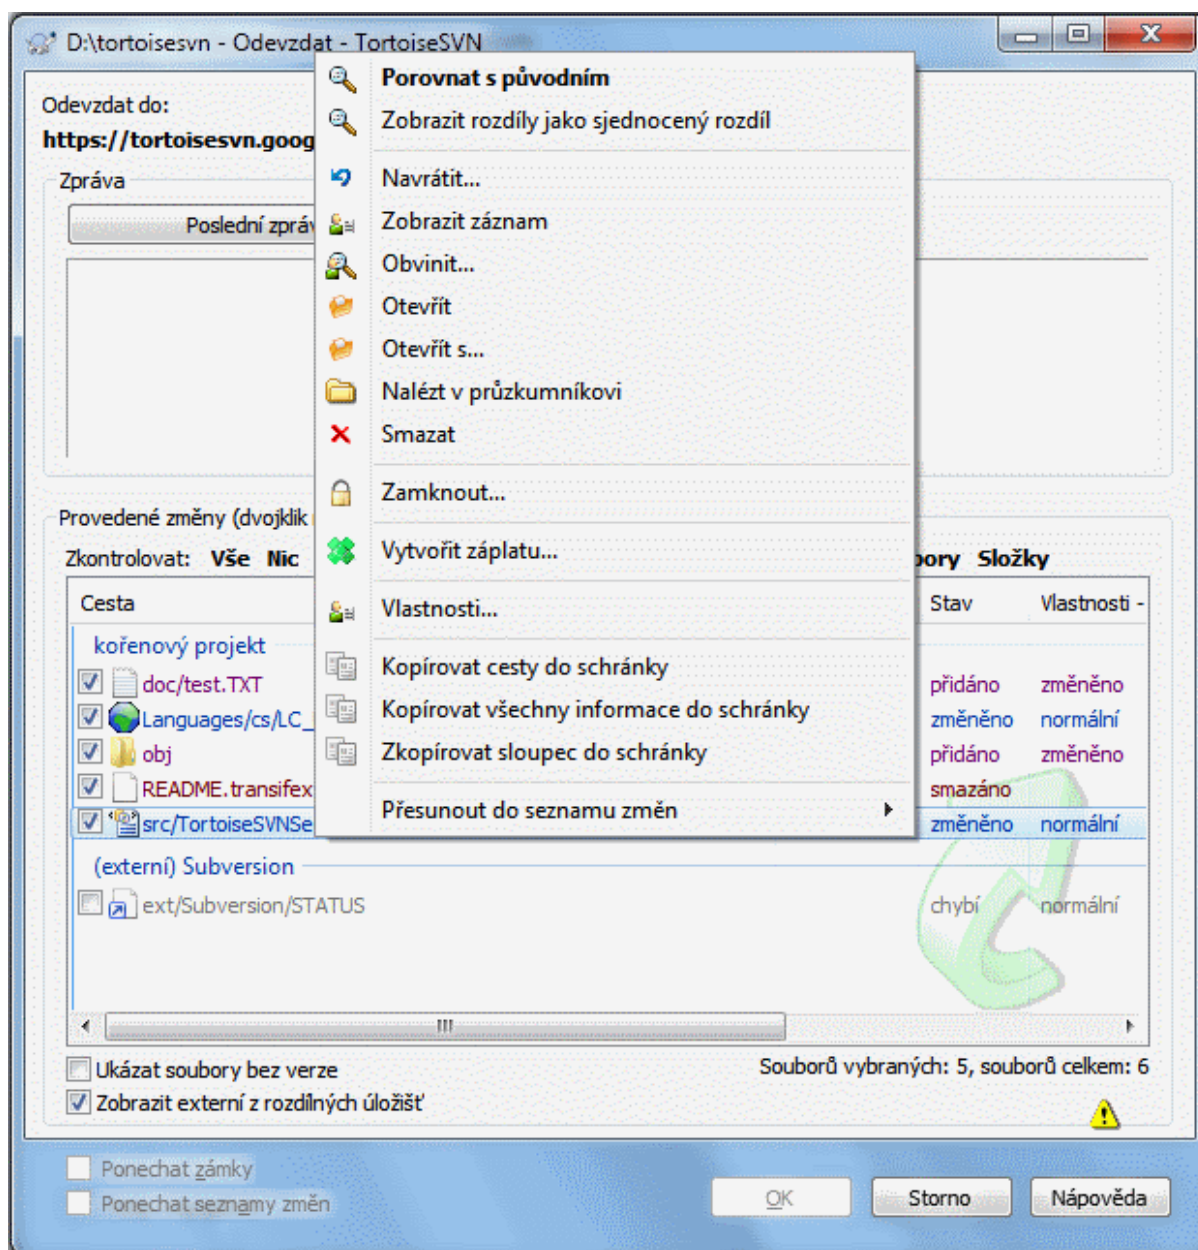 D:\tortoisesvn - Odevzdat - TortoiseSVN
Odevzdat do:
https://tortoisesvn.goog
Zpráva
Poslední zpráv
Porovnat s původním
Zobrazit rozdíly jako sjednocený rozdíl
Navrátit...
Zobrazit záznam
Obvinit...
Otevřít
Otevřít s...
Nalézt v průzkumníkovi
Smazat
Zamknout...
Vytvořit záplatu...
Vlastnosti...
Kopírovat cesty do schránky
Kopírovat všechny informace do schránky
Zkopírovat sloupec do schránky
Přesunout do seznamu změn
Provedené změny (dvojklik
Zkontrolovat: Vše Nic bory Složky
Cesta Stav Vlastnosti -
kořenový projekt
doc/test.TXT přidáno změněno
Languages/cs/LC_ změněno normální
obj přidáno změněno
README.transifex smazáno
src/TortoiseSVNSe změněno normální
(externí) Subversion
ext/Subversion/STATUS chybí normální
Ukázat soubory bez verze Souborů vybraných: 5, souborů celkem: 6
Zobrazit externí z rozdílných úložišť
Ponechat zámky
Ponechat seznamy změn
OK Storno Nápověda